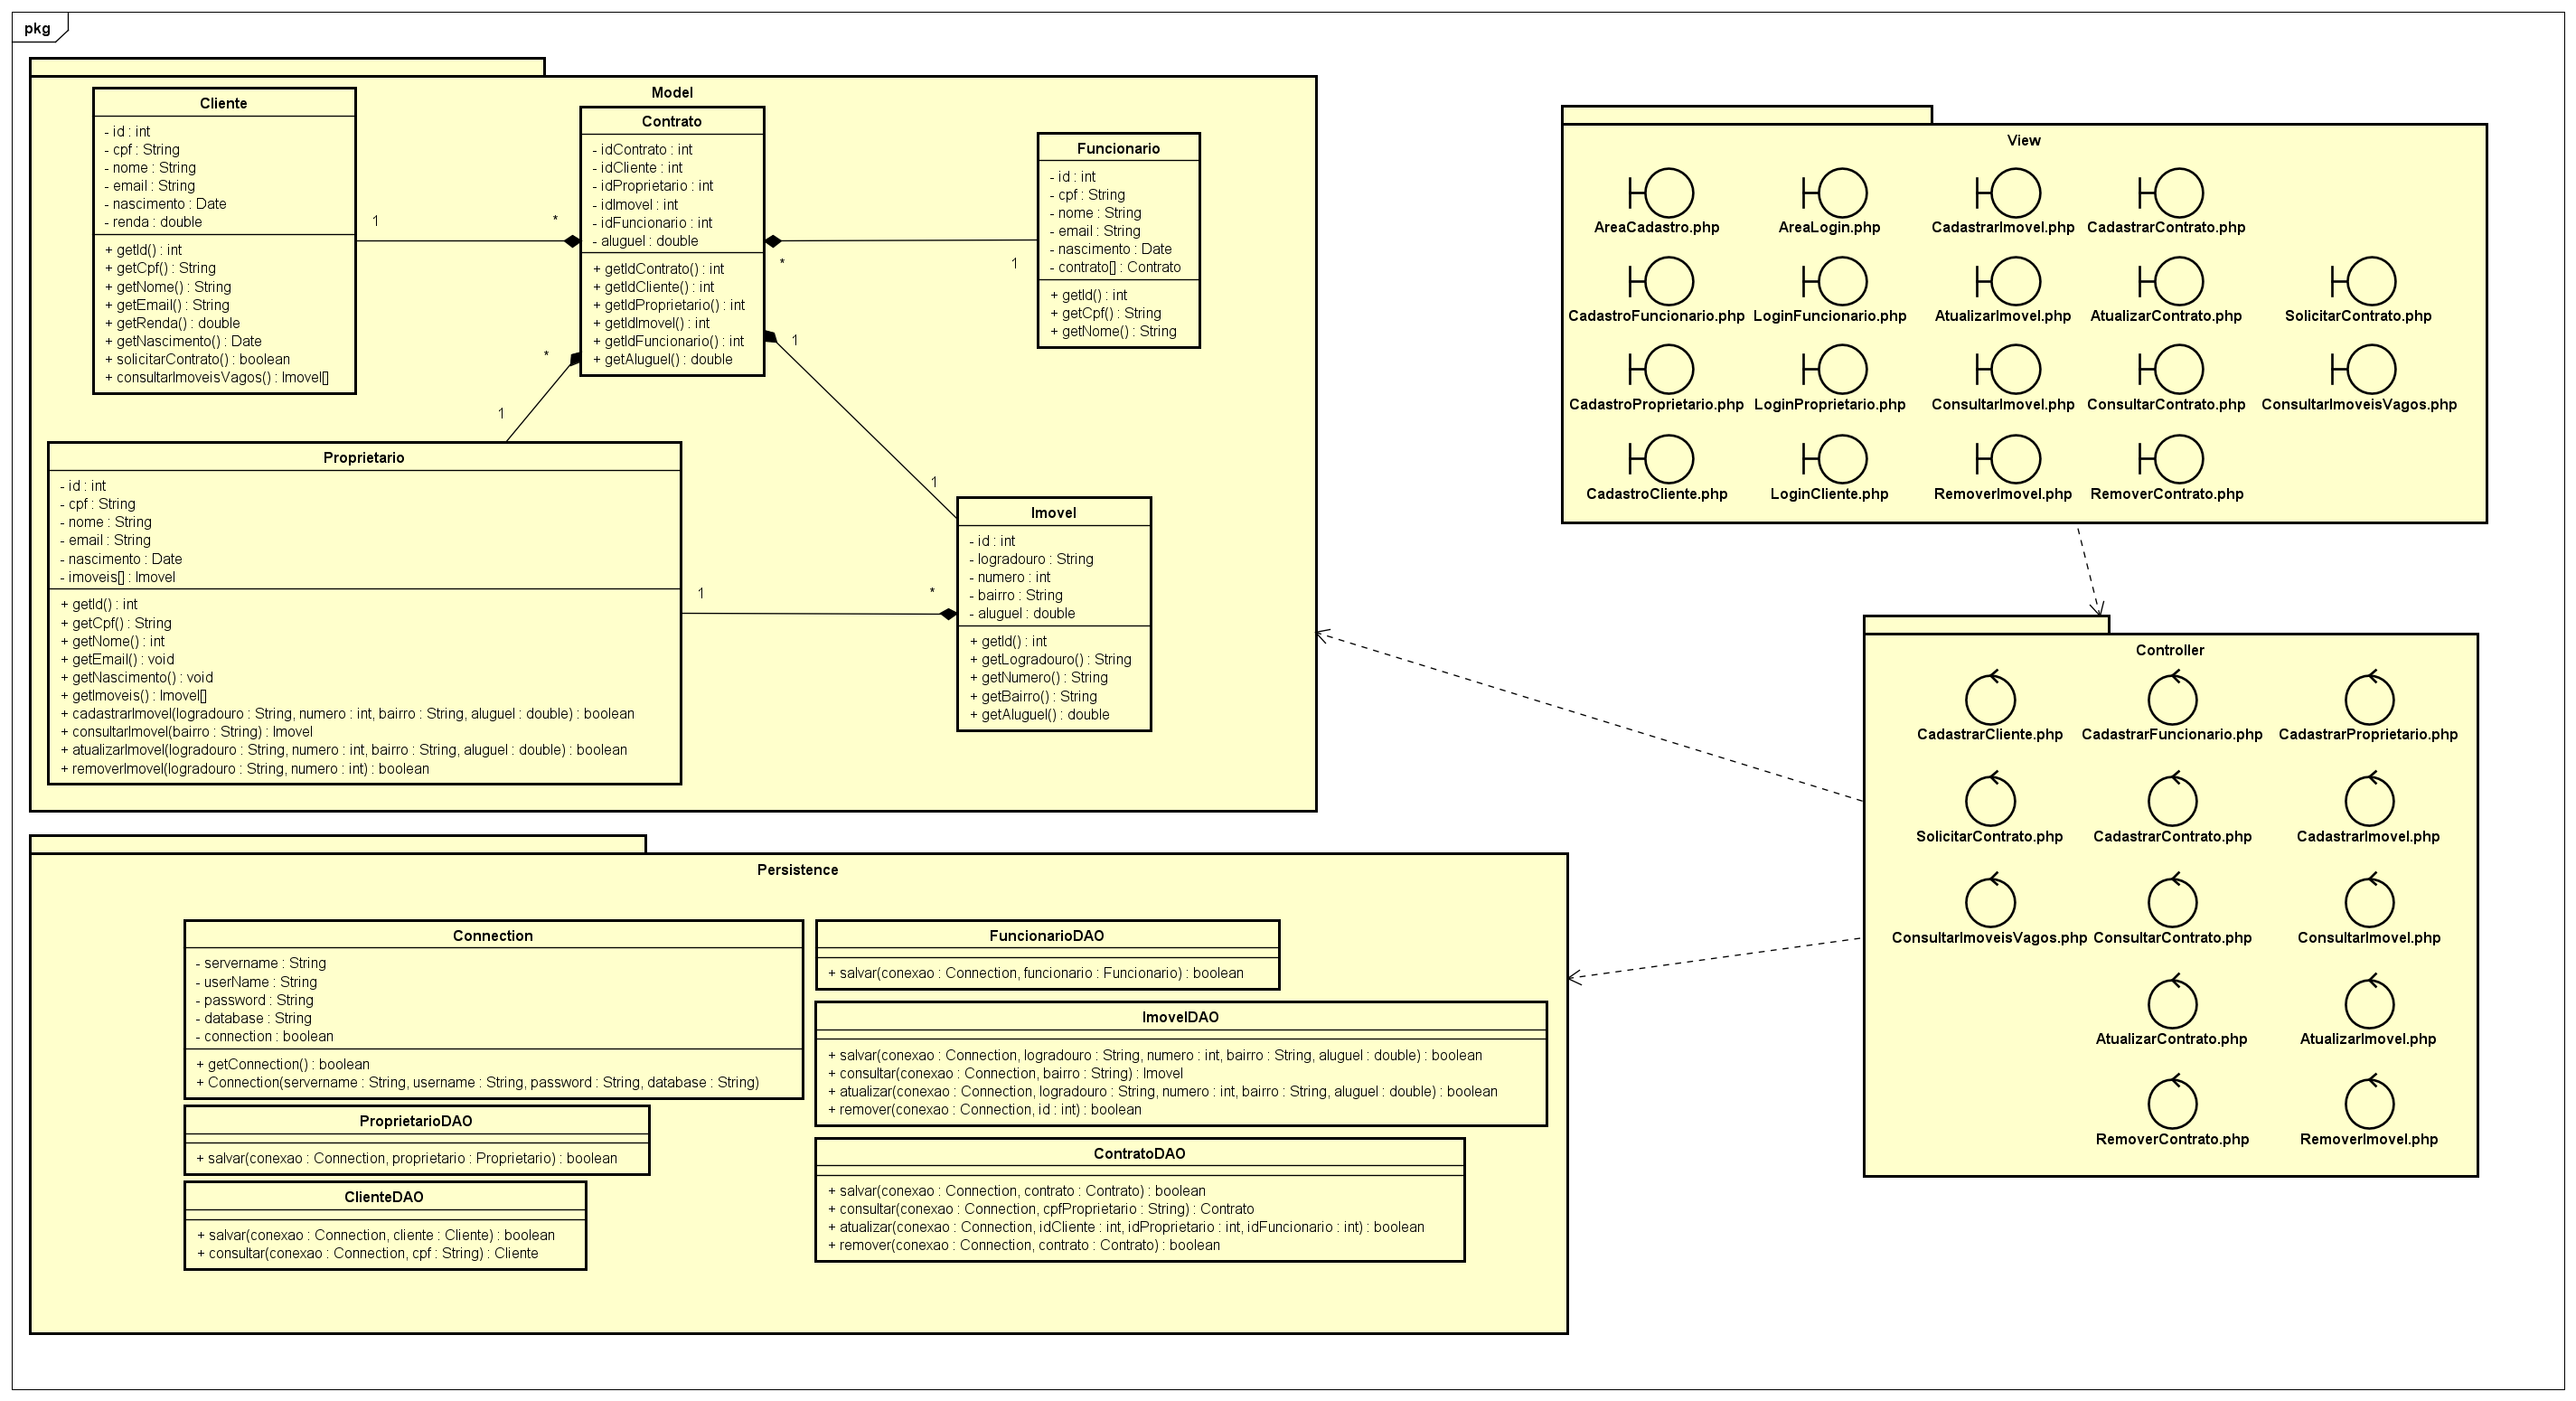 pkg
Model
Cliente
- id : int
- cpf : String
- nome : String
- email : String
- nascimento : Date
- renda : double
+ getId() : int
+ getCpf() : String
+ getNome() : String
+ getEmail() : String
+ getRenda() : double
+ getNascimento() : Date
+ solicitarContrato() : boolean
+ consultarImoveisVagos() : Imovel[]
1
*
Contrato
- idContrato : int
- idCliente : int
- idProprietario : int
- idImovel : int
- idFuncionario : int
- aluguel : double
+ getIdContrato() : int
+ getIdCliente() : int
+ getIdProprietario() : int
+ getIdImovel() : int
+ getIdFuncionario() : int
+ getAluguel() : double
*
1
Funcionario
- id : int
- cpf : String
- nome : String
- email : String
- nascimento : Date
- contrato[] : Contrato
+ getId() : int
+ getCpf() : String
+ getNome() : String
*
1
1
1
Proprietario
- id : int
- cpf : String
- nome : String
- email : String
- nascimento : Date
- imoveis[] : Imovel
+ getId() : int
+ getCpf() : String
+ getNome() : int
+ getEmail() : void
+ getNascimento() : void
+ getImoveis() : Imovel[]
+ cadastrarImovel(logradouro : String, numero : int, bairro : String, aluguel : double) : boolean
+ consultarImovel(bairro : String) : Imovel
+ atualizarImovel(logradouro : String, numero : int, bairro : String, aluguel : double) : boolean
+ removerImovel(logradouro : String, numero : int) : boolean
1
*
Imovel
- id : int
- logradouro : String
- numero : int
- bairro : String
- aluguel : double
+ getId() : int
+ getLogradouro() : String
+ getNumero() : String
+ getBairro() : String
+ getAluguel() : double
View
AreaCadastro.php
AreaLogin.php
CadastrarImovel.php
CadastrarContrato.php
CadastroFuncionario.php
LoginFuncionario.php
AtualizarImovel.php
AtualizarContrato.php
SolicitarContrato.php
CadastroProprietario.php
LoginProprietario.php
ConsultarImovel.php
ConsultarContrato.php
ConsultarImoveisVagos.php
CadastroCliente.php
LoginCliente.php
RemoverImovel.php
RemoverContrato.php
Controller
CadastrarCliente.php
CadastrarFuncionario.php
CadastrarProprietario.php
SolicitarContrato.php
CadastrarContrato.php
CadastrarImovel.php
ConsultarImoveisVagos.php
ConsultarContrato.php
ConsultarImovel.php
AtualizarContrato.php
AtualizarImovel.php
RemoverContrato.php
RemoverImovel.php
Persistence
Connection
- servername : String
- userName : String
- password : String
- database : String
- connection : boolean
+ getConnection() : boolean
+ Connection(servername : String, username : String, password : String, database : String)
ProprietarioDAO
+ salvar(conexao : Connection, proprietario : Proprietario) : boolean
ClienteDAO
+ salvar(conexao : Connection, cliente : Cliente) : boolean
+ consultar(conexao : Connection, cpf : String) : Cliente
FuncionarioDAO
+ salvar(conexao : Connection, funcionario : Funcionario) : boolean
ImovelDAO
+ salvar(conexao : Connection, logradouro : String, numero : int, bairro : String, aluguel : double) : boolean
+ consultar(conexao : Connection, bairro : String) : Imovel
+ atualizar(conexao : Connection, logradouro : String, numero : int, bairro : String, aluguel : double) : boolean
+ remover(conexao : Connection, id : int) : boolean
ContratoDAO
+ salvar(conexao : Connection, contrato : Contrato) : boolean
+ consultar(conexao : Connection, cpfProprietario : String) : Contrato
+ atualizar(conexao : Connection, idCliente : int, idProprietario : int, idFuncionario : int) : boolean
+ remover(conexao : Connection, contrato : Contrato) : boolean